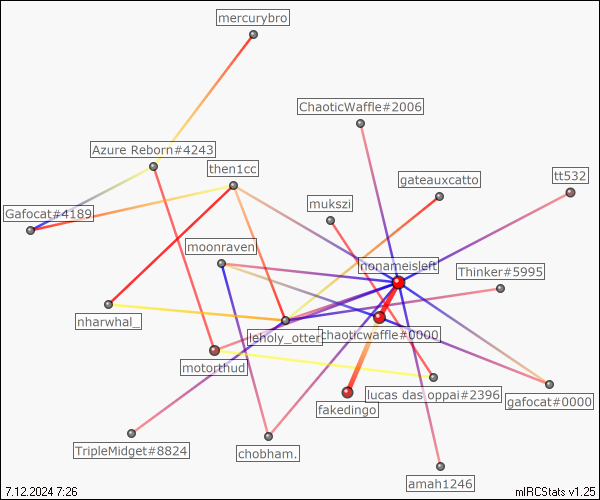 mercurybro
ChaoticWaffle#2006
Azure Reborn#4243
then1cc
tt532
gateauxcatto
mukszi
Gafocat#4189
moonraven
nonameisleft
Thinker#5995
nharwhal_
leholy_otter
chaoticwaffle#0000
motorthud
lucas das oppai#2396
gafocat#0000
fakedingo
TripleMidget#8824
chobham.
amah1246
7.12.2024 7:26
mIRCStats v1.25